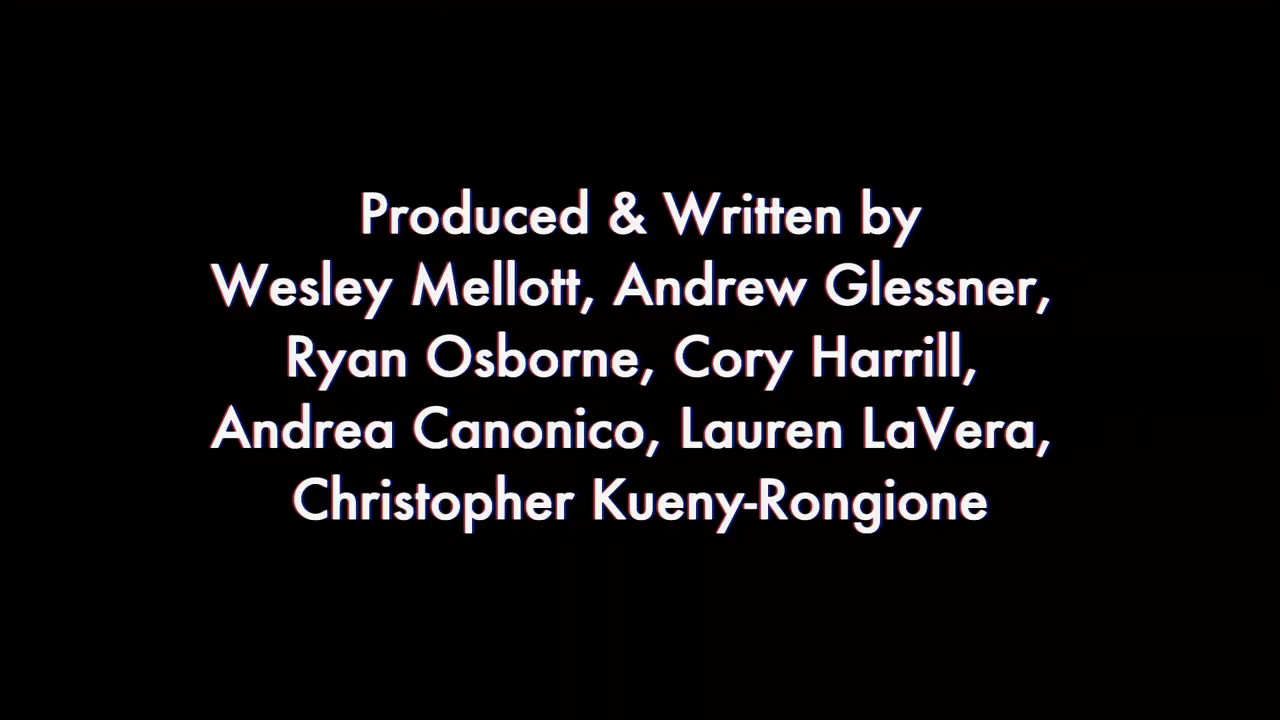 Produced & Written by
Wesley Mellott, Andrew Glessner,
Ryan Osborne, Cory Harrill,
Andrea Canonico, Lauren LaVera,
Christopher Kueny-Rongione